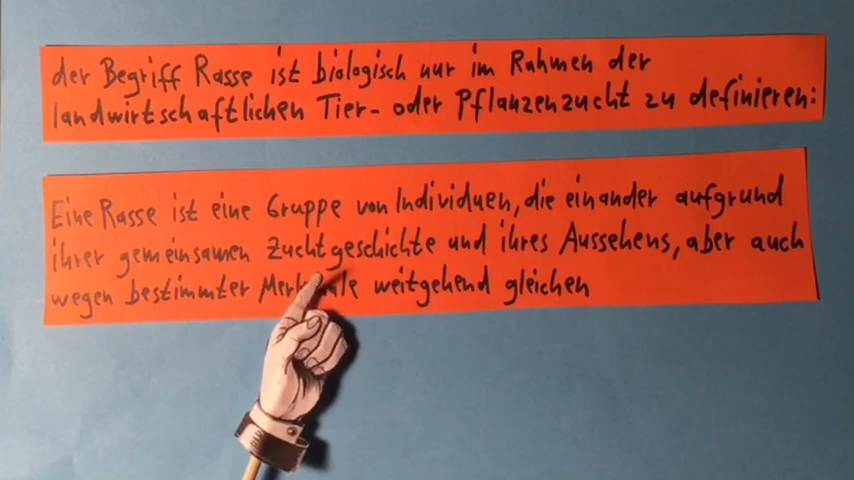 der Begriff Rasse ist biologisch nur im Rahmen der
landwirtschaftlichen Tier- oder Pflanzenzucht zu definieren:
Eine Rasse ist eine Gruppe von Individuen, die einander aufgrund
ihrer gemeinsamen Zuchtgeschichte und ihres Aussehens, aber auch
wegen bestimmter Merkmale weitgehend gleichen